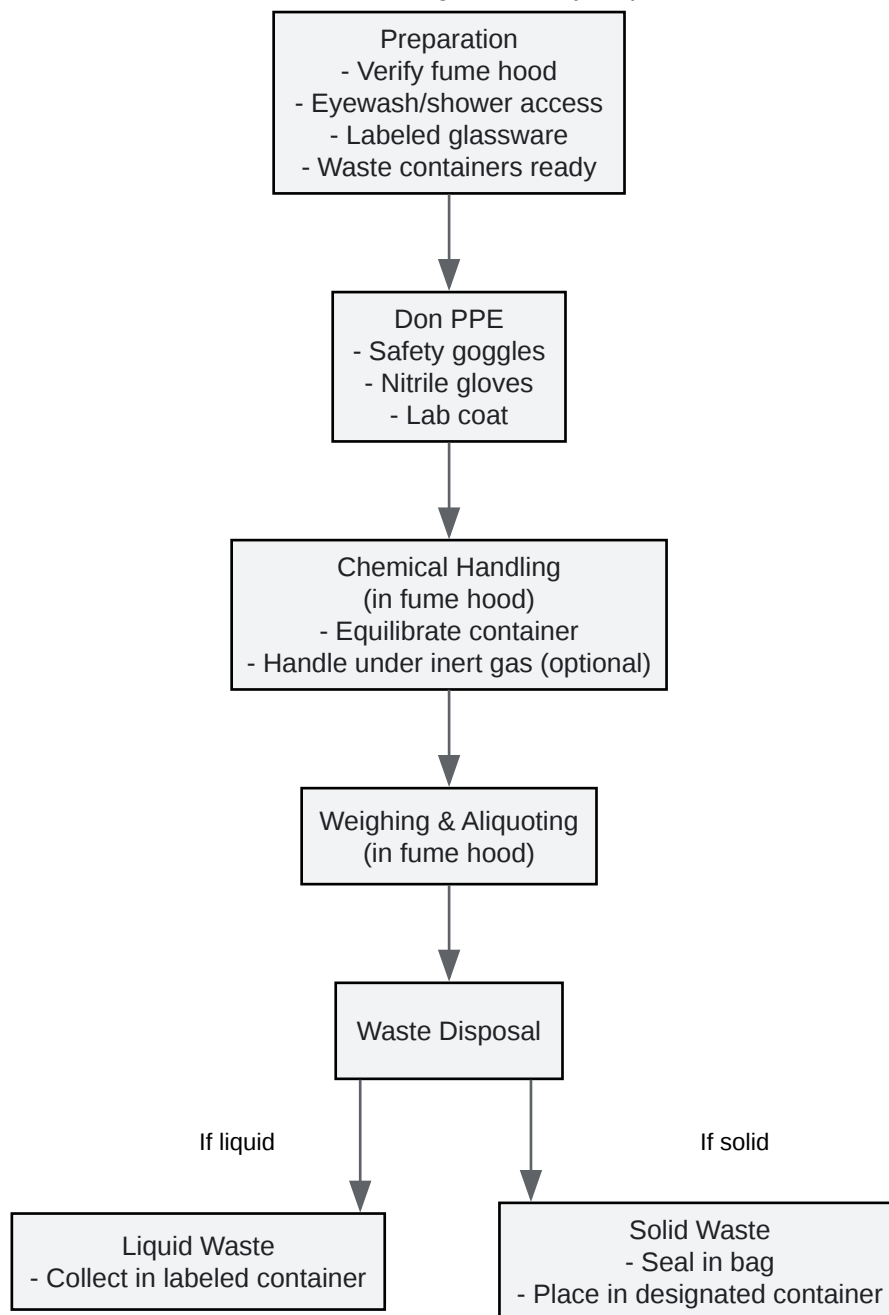 Preparation
- Verify fume hood
- Eyewash/shower access
- Labeled glassware
- Waste containers ready
Don PPE
- Safety goggles
- Nitrile gloves
- Lab coat
Chemical Handling
(in fume hood)
- Equilibrate container
- Handle under inert gas (optional)
Weighing & Aliquoting
(in fume hood)
Waste Disposal
If liquid
If solid
Liquid Waste
- Collect in labeled container
Solid Waste
- Seal in bag
- Place in designated container